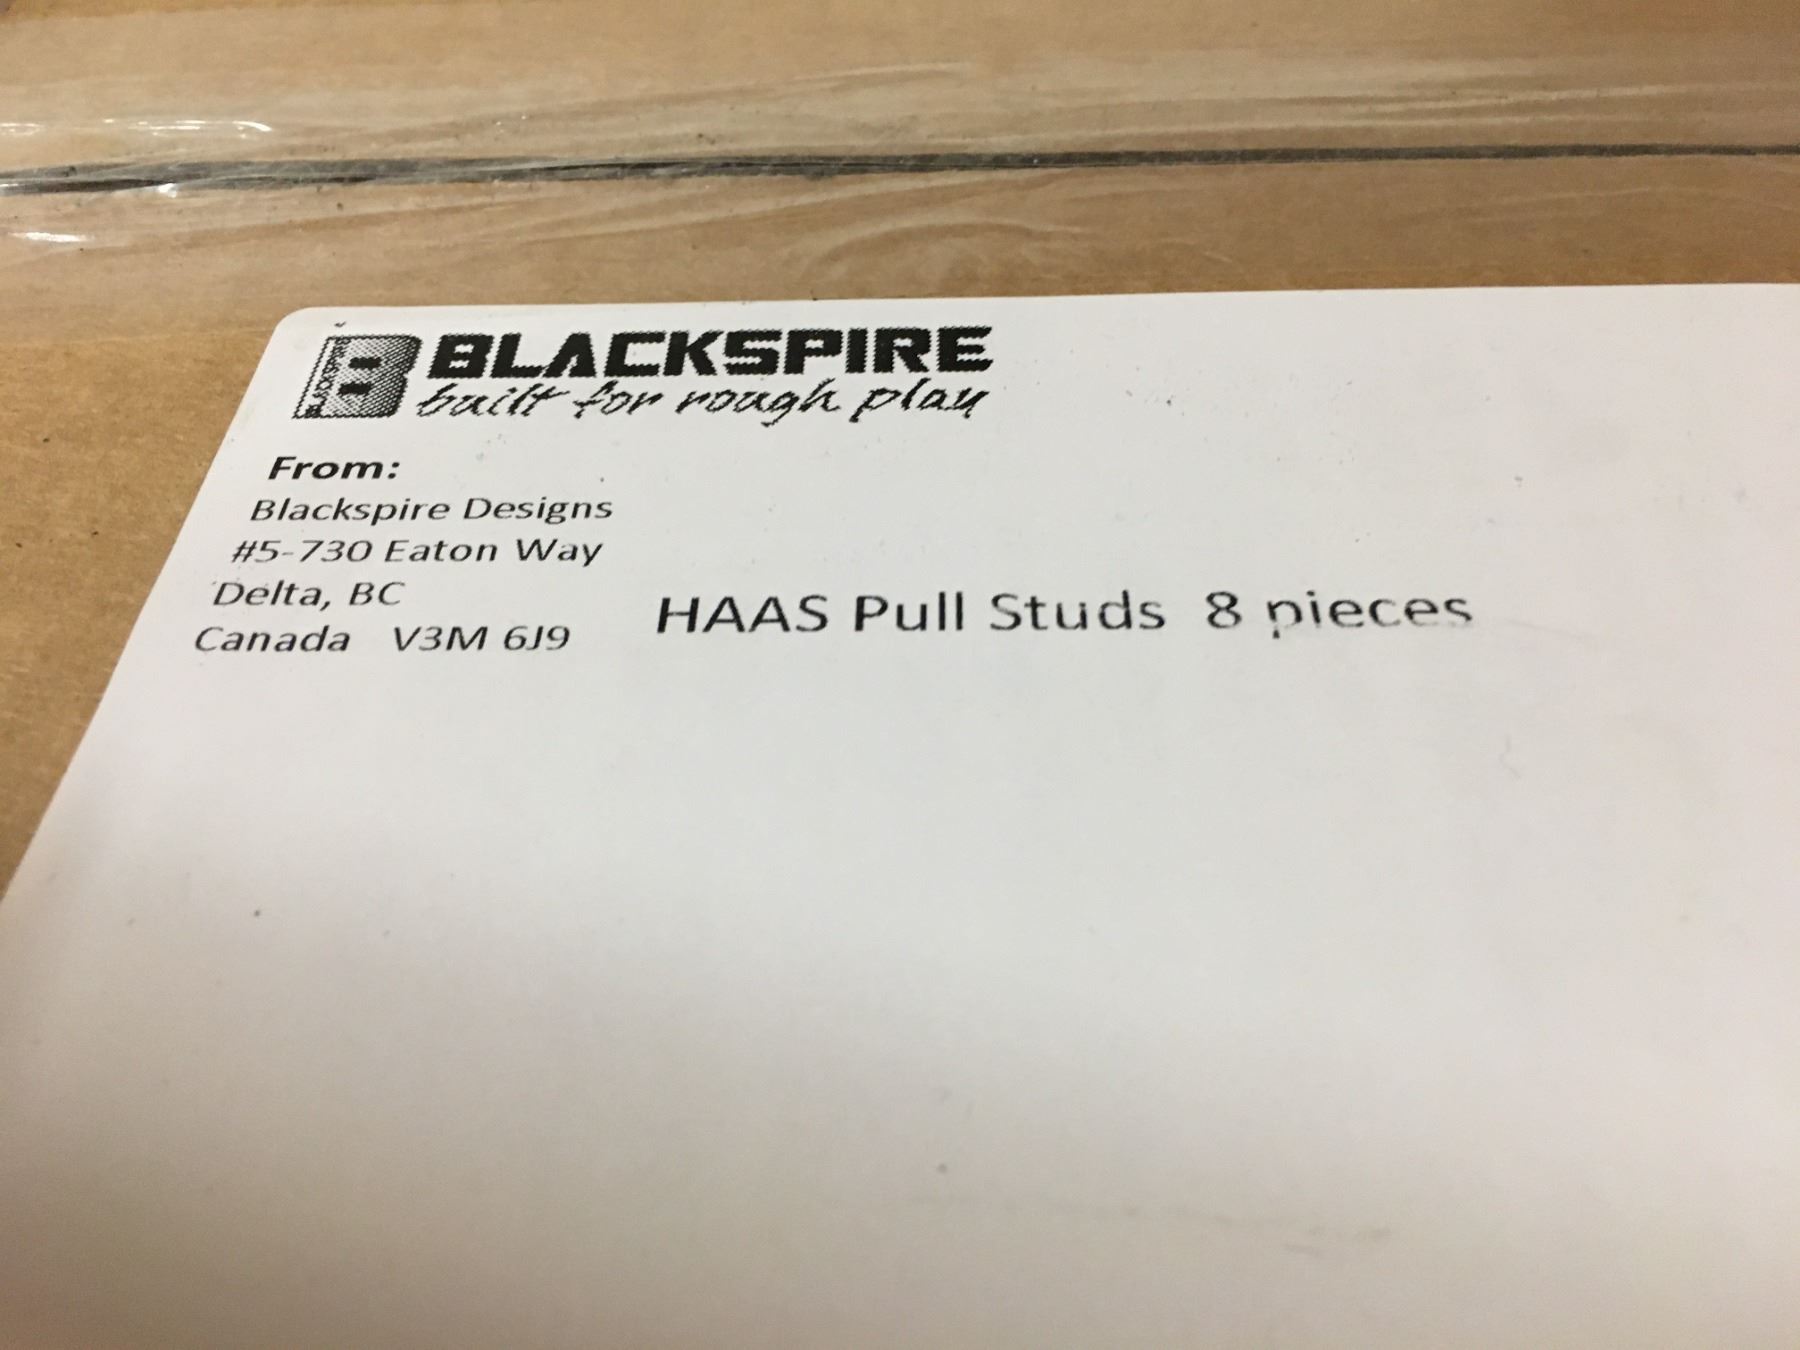 BLACKSPIRE
built for rough play
From:
Blackspire Designs
#5-730 Eaton Way
Delta, BC
Canada V3M 6J9
HAAS Pull Studs 8 pieces